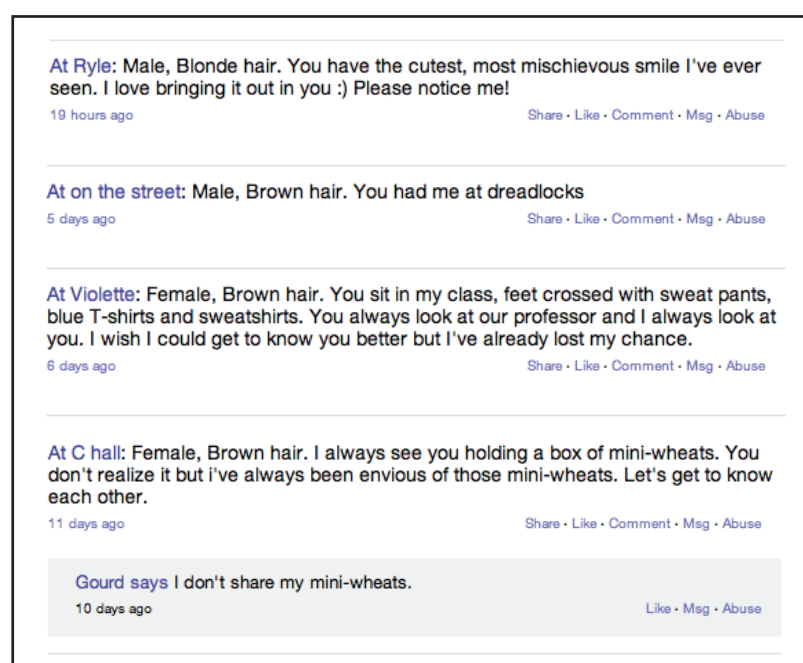 At Ryle: Male, Blonde hair. You have the cutest, most mischievous smile I've ever
seen. I love bringing it out in you :) Please notice me!
19 hours ago Share · Like · Comment · Msg · Abuse
At on the street: Male, Brown hair. You had me at dreadlocks
5 days ago Share · Like · Comment · Msg · Abuse
At Violette: Female, Brown hair. You sit in my class, feet crossed with sweat pants,
blue T-shirts and sweatshirts. You always look at our professor and I always look at
you. I wish I could get to know you better but I've already lost my chance.
6 days ago Share · Like · Comment · Msg · Abuse
At C hall: Female, Brown hair. I always see you holding a box of mini-wheats. You
don't realize it but i've always been envious of those mini-wheats. Let's get to know
each other.
11 days ago Share · Like · Comment · Msg · Abuse
Gourd says I don't share my mini-wheats.
10 days ago Like · Msg · Abuse